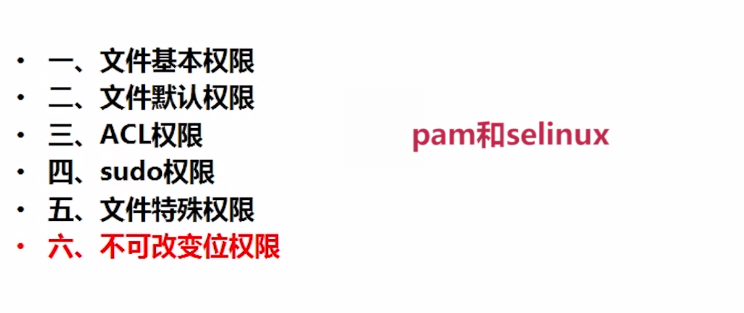 • 一、文件基本权限
• 二、文件默认权限
• 三、ACL权限
• 四、sudo权限
• 五、文件特殊权限
• 六、不可改变位权限
pam和selinux